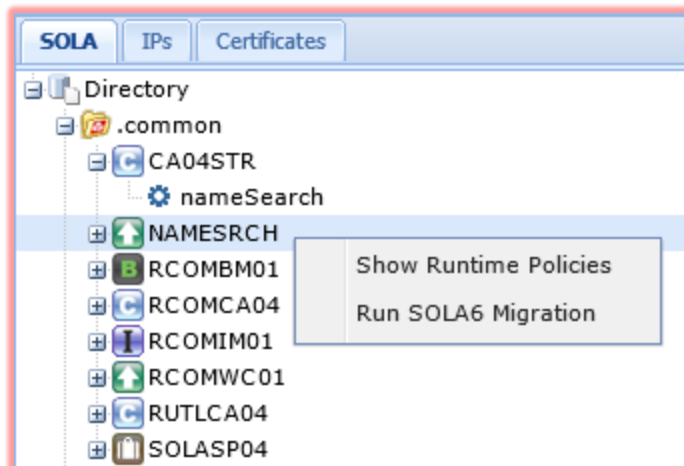 SOLA IPs Certificates
Directory
.common
C CA04STR
nameSearch
NAMESRCH
Show Runtime Policies
B RCOMBM01
C RCOMCA04
Run SOLA6 Migration
I RCOMIM01
RCOMWC01
C RUTLCA04
SOLASP04